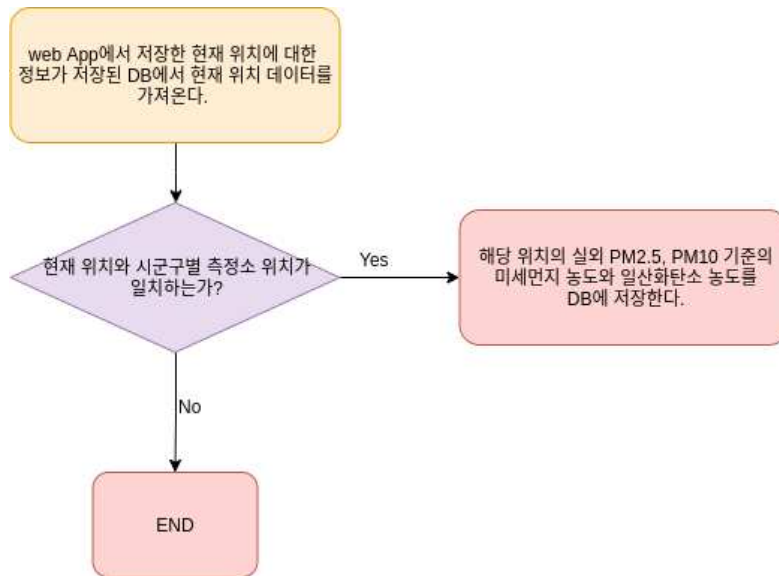 web App에서 저장한 현재 위치에 대한
정보가 저장된 DB에서 현재 위치 데이터를
가져온다.
현재 위치와 시군구별 측정소 위치가
일치하는가?
Yes
해당 위치의 실외 PM2.5, PM10 기준의
미세먼지 농도와 일산화탄소 농도를
DB에 저장한다.
No
END